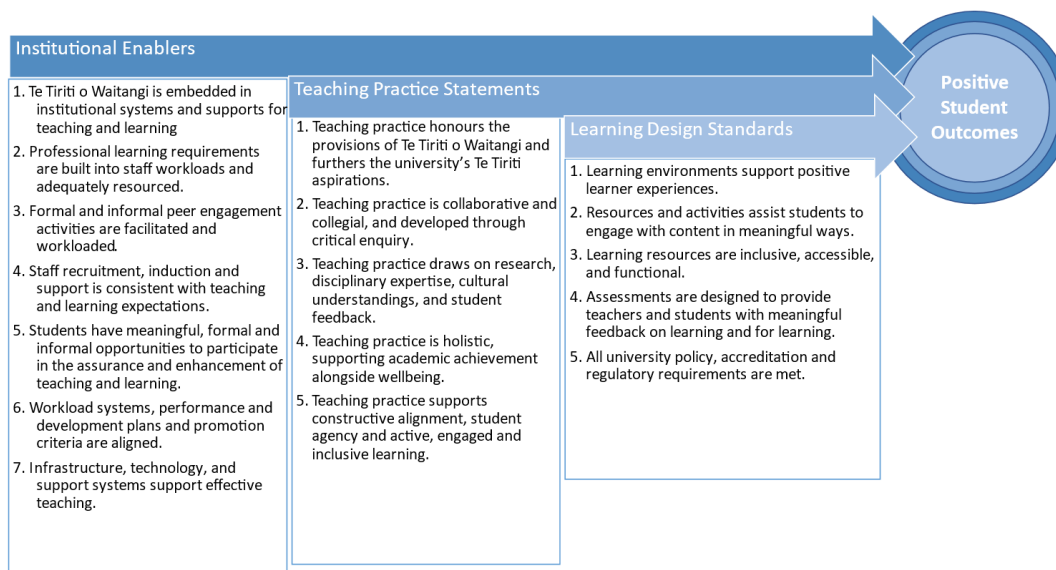 Institutional Enablers
1. Te Tiriti o Waitangi is embedded in
institutional systems and supports for
teaching and learning
2. Professional learning requirements
are built into staff workloads and
adequately resourced.
3. Formal and informal peer engagement
activities are facilitated and
workloaded.
4. Staff recruitment, induction and
support is consistent with teaching
and learning expectations.
5. Students have meaningful, formal and
informal opportunities to participate
in the assurance and enhancement of
teaching and learning.
6. Workload systems, performance and
development plans and promotion
criteria are aligned.
7. Infrastructure, technology, and
support systems support effective
teaching.
Teaching Practice Statements
1. Teaching practice honours the
provisions of Te Tiriti o Waitangi and
furthers the university's Te Tiriti
aspirations.
2. Teaching practice is collaborative and
collegial, and developed through
critical enquiry.
3. Teaching practice draws on research,
disciplinary expertise, cultural
understandings, and student
feedback.
4. Teaching practice is holistic,
supporting academic achievement
alongside wellbeing.
5. Teaching practice supports
constructive alignment, student
agency and active, engaged and
inclusive learning.
Learning Design Standards
1. Learning environments support positive
learner experiences.
2. Resources and activities assist students to
engage with content in meaningful ways.
3. Learning resources are inclusive, accessible,
and functional.
4. Assessments are designed to provide
teachers and students with meaningful
feedback on learning and for learning.
5. All university policy, accreditation and
regulatory requirements are met.
Positive
Student
Outcomes